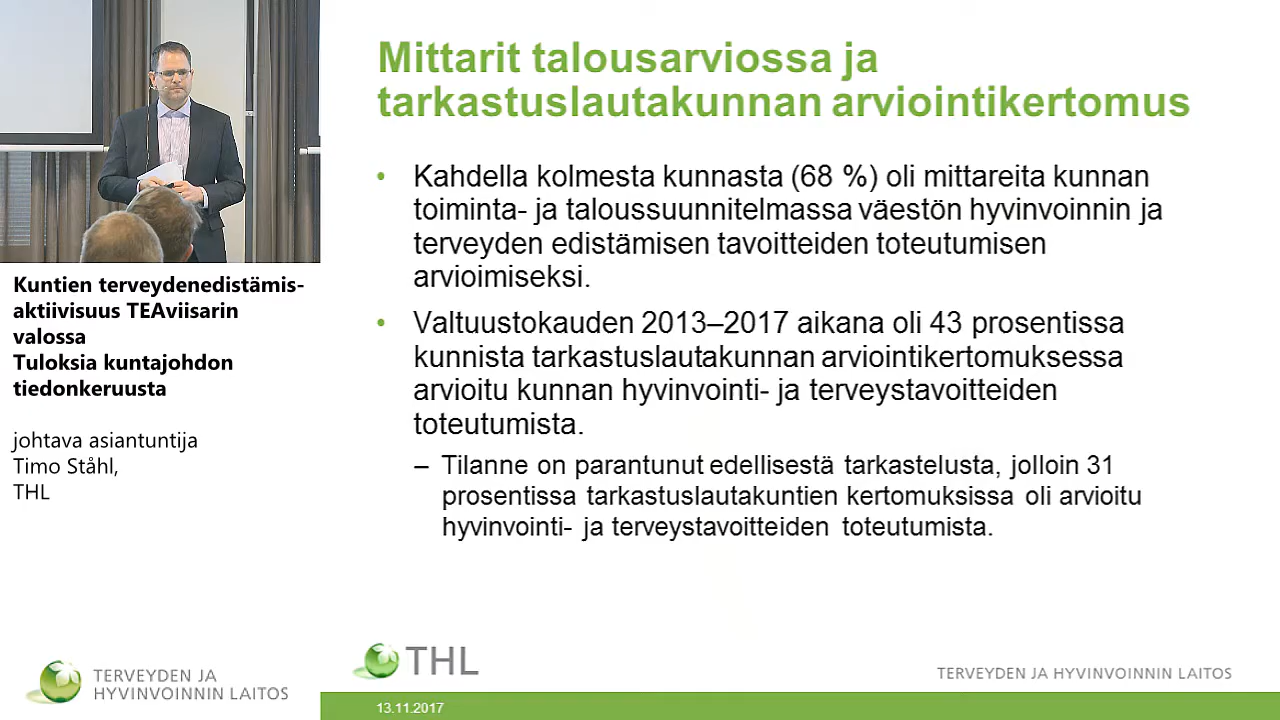 Mittarit talousarviossa ja
tarkastuslautakunnan arviointikertomus
• Kahdella kolmesta kunnasta (68 %) oli mittareita kunnan
toiminta- ja taloussuunnitelmassa väestön hyvinvoinnin ja
terveyden edistämisen tavoitteiden toteutumisen
arvioimiseksi.
• Valtuustokauden 2013–2017 aikana oli 43 prosentissa
kunnista tarkastuslautakunnan arviointikertomuksessa
arvioitu kunnan hyvinvointi- ja terveystavoitteiden
toteutumista.
– Tilanne on parantunut edellisestä tarkastelusta, jolloin 31
prosentissa tarkastuslautakuntien kertomuksissa oli arvioitu
hyvinvointi- ja terveystavoitteiden toteutumista.
Kuntien terveydenedistämis-
aktiivisuus TEAviisarin
valossa
Tuloksia kuntajohdon
tiedonkeruusta
johtava asiantuntija
Timo Ståhl,
THL
TERVEYDEN JA
HYVINVOINNIN LAITOS
THL
TERVEYDEN JA HYVINVOINNIN LAITOS
13.11.2017